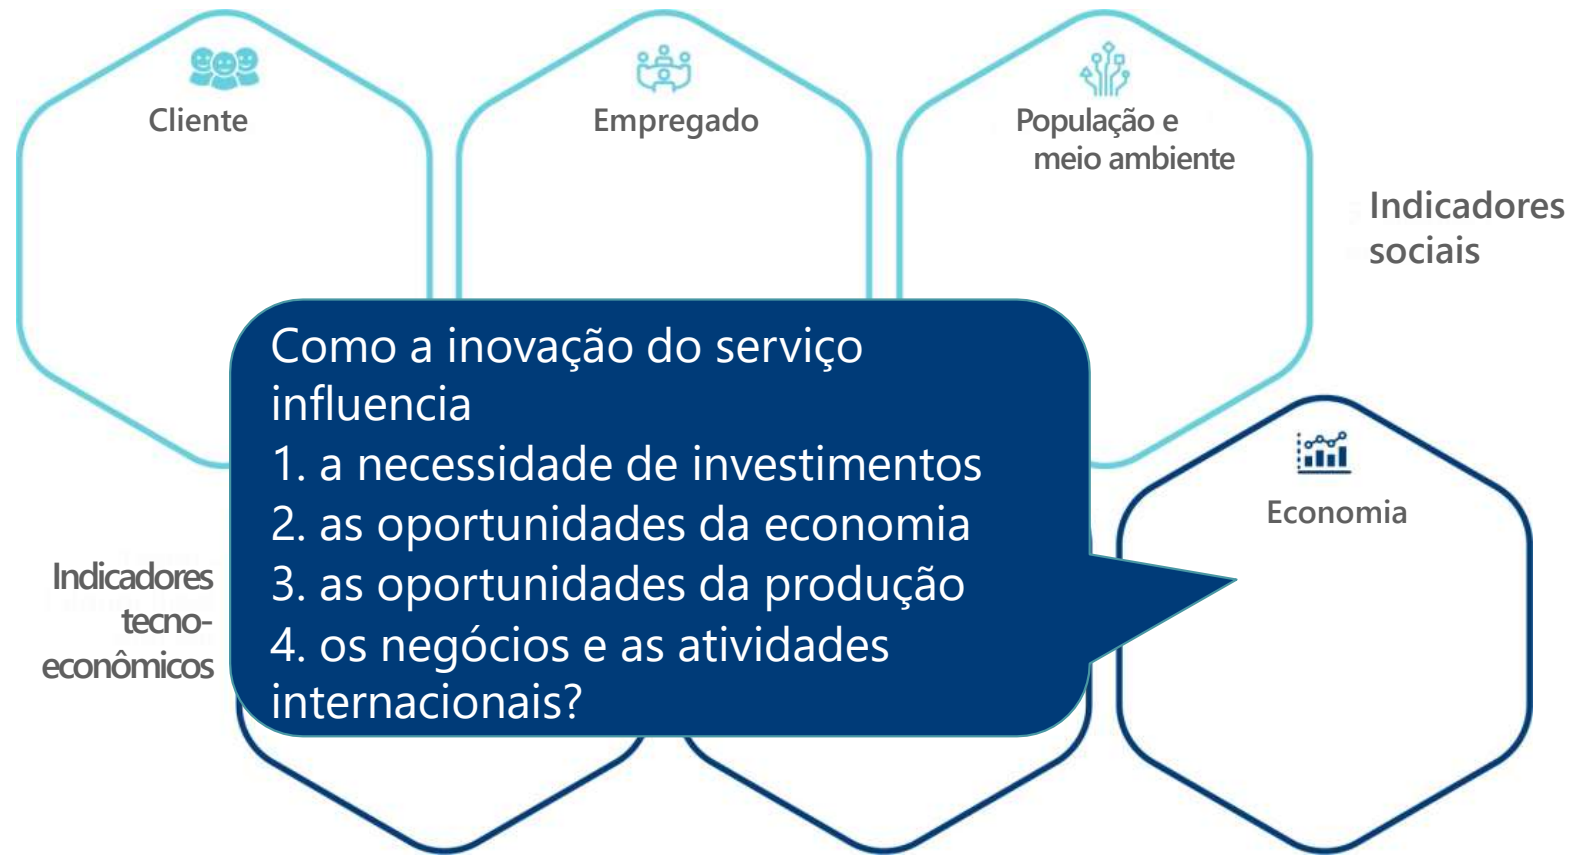 Cliente
Empregado
População e
meio ambiente
Indicadores
sociais
Como a inovação do serviço
influencia
1. a necessidade de investimentos
2. as oportunidades da economia
3. as oportunidades da produção
4. os negócios e as atividades
internacionais?
Economia
Indicadores
tecno-
econômicos